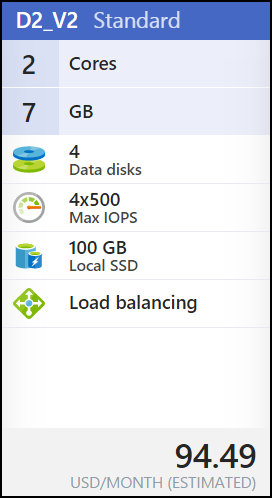 D2_V2 Standard
2 Cores
7 GB
4
Data disks
4x500
Max IOPS
100 GB
Local SSD
Load balancing
94.49
USD/MONTH (ESTIMATED)